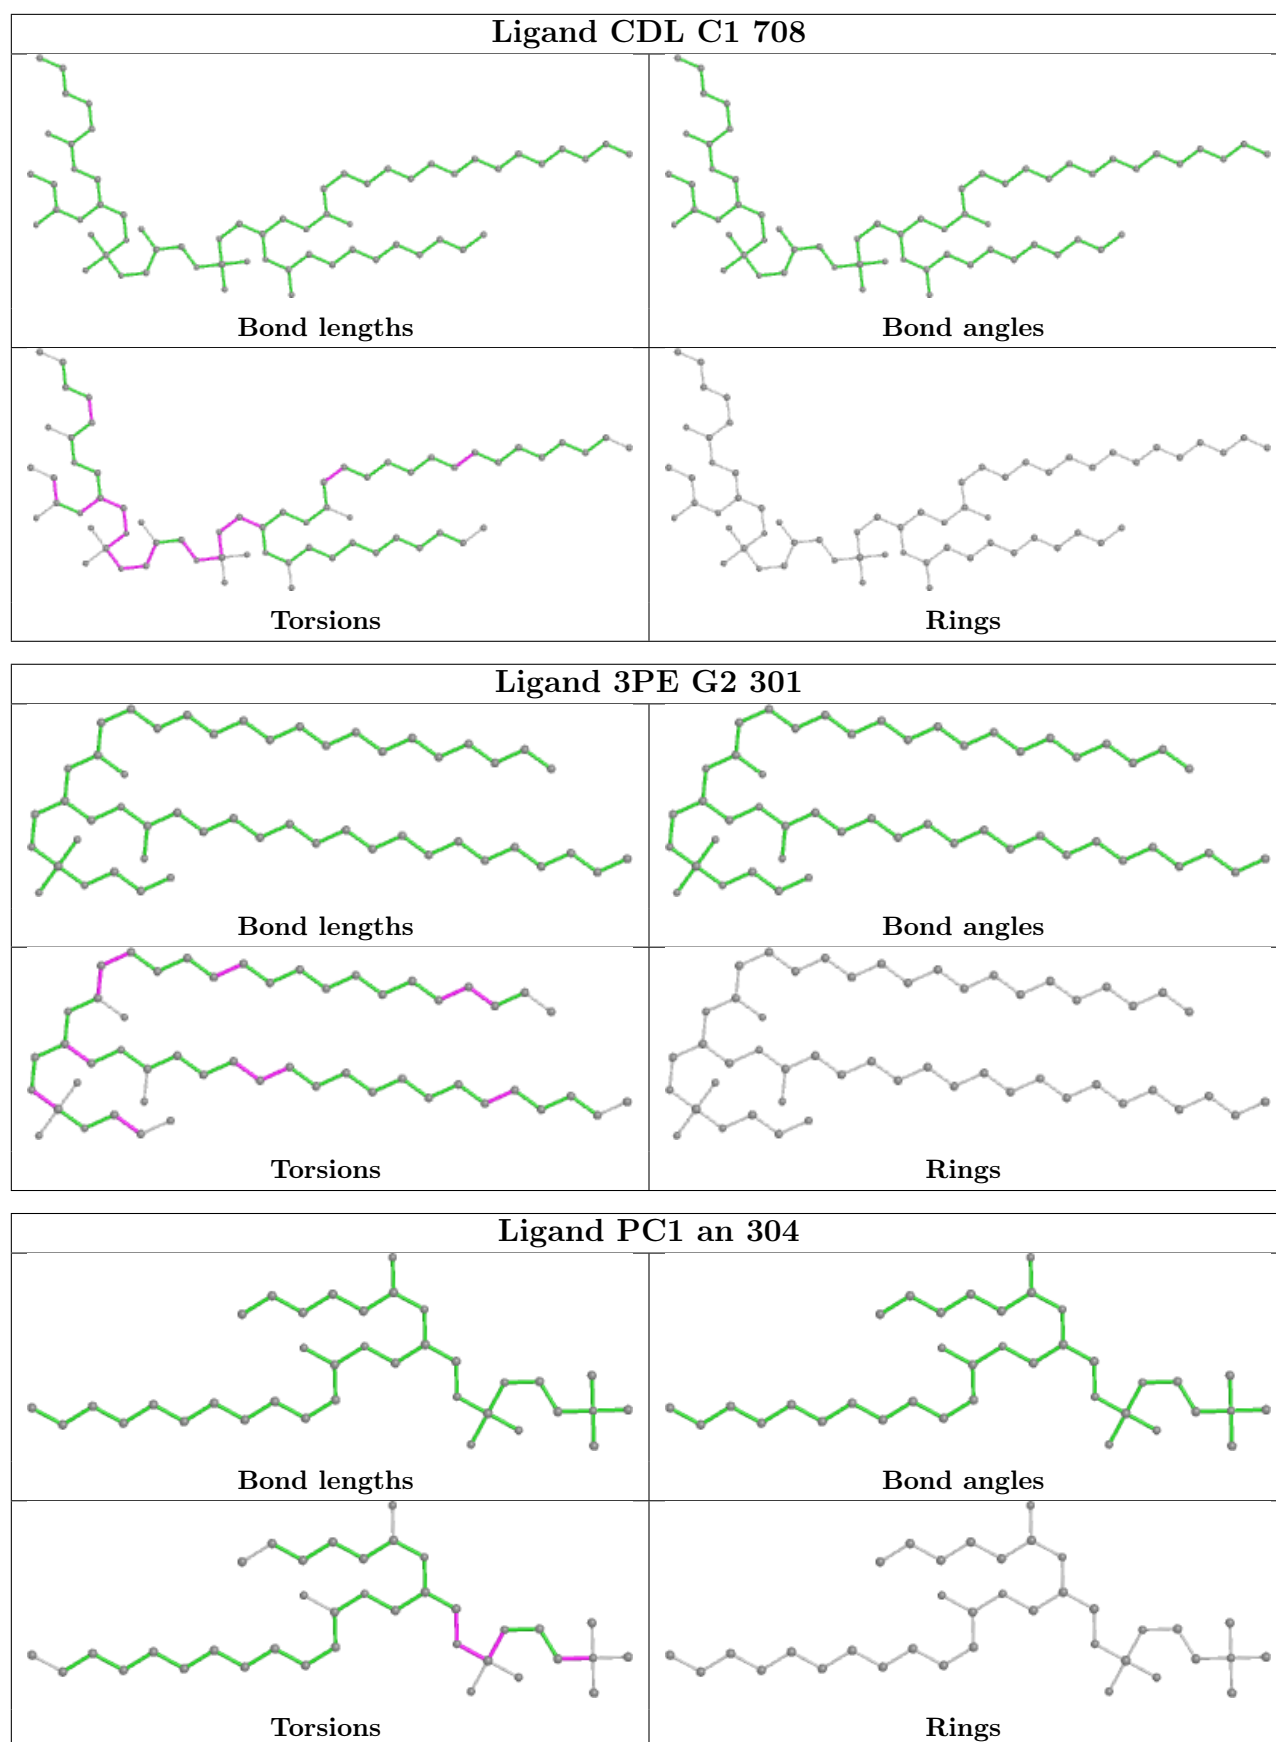 Ligand CDL C1 708
Bond lengths
Bond angles
Torsions
Rings
Ligand 3PE G2 301
Bond lengths
Bond angles
Torsions
Rings
Ligand PC1 an 304
Bond lengths
Bond angles
Torsions
Rings